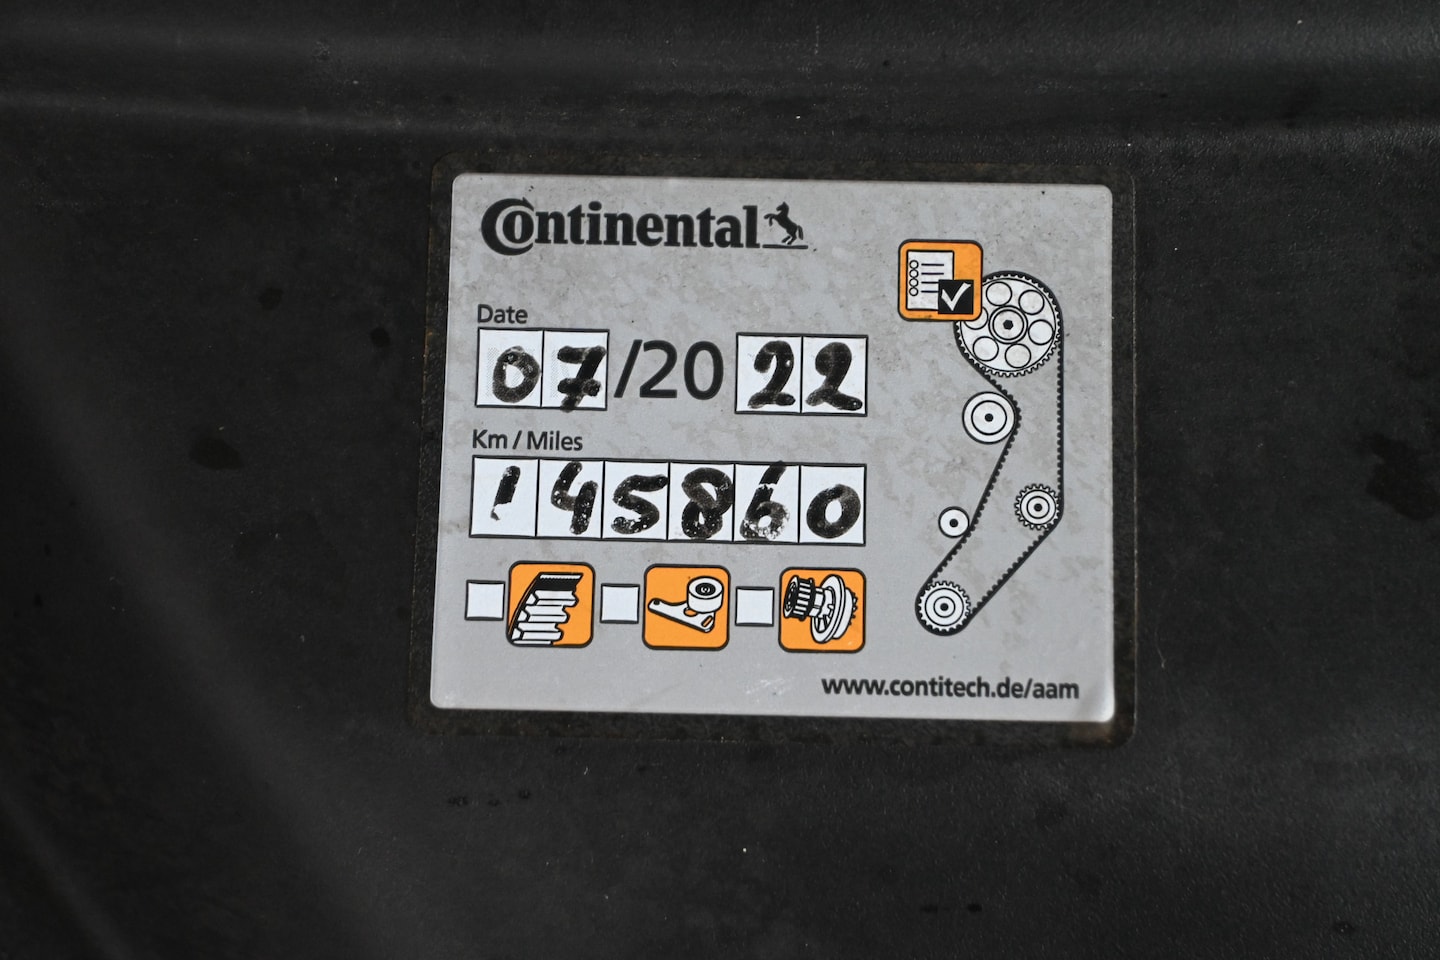 Continental
Date
07/2022
Km / Miles
145860
www.contitech.de/aam